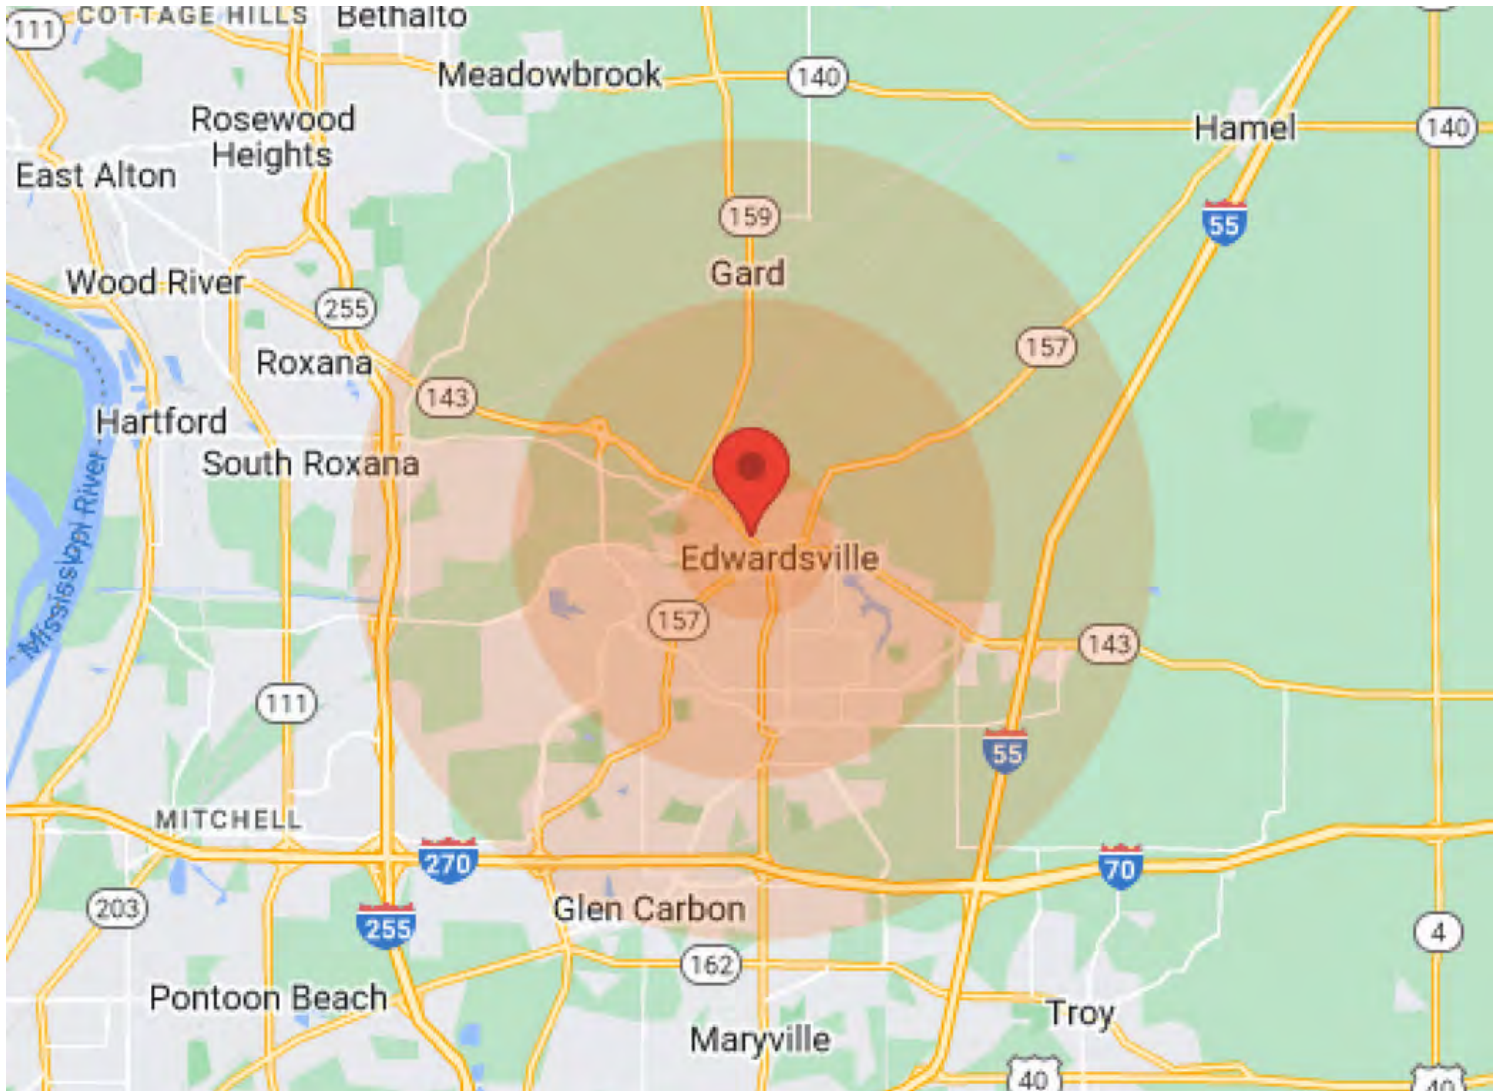 COTTAGE HILLS
Bethalto
111
Meadowbrook
140
Rosewood
Heights
Hamel
140
East Alton
159
55
Gard
Wood River
255
157
Roxana
143
Hartford
South Roxana
Mississippi River
Edwardsville
157
143
111
55
MITCHELL
270
70
203
Glen Carbon
255
4
162
Pontoon Beach
Troy
Maryville
40
40